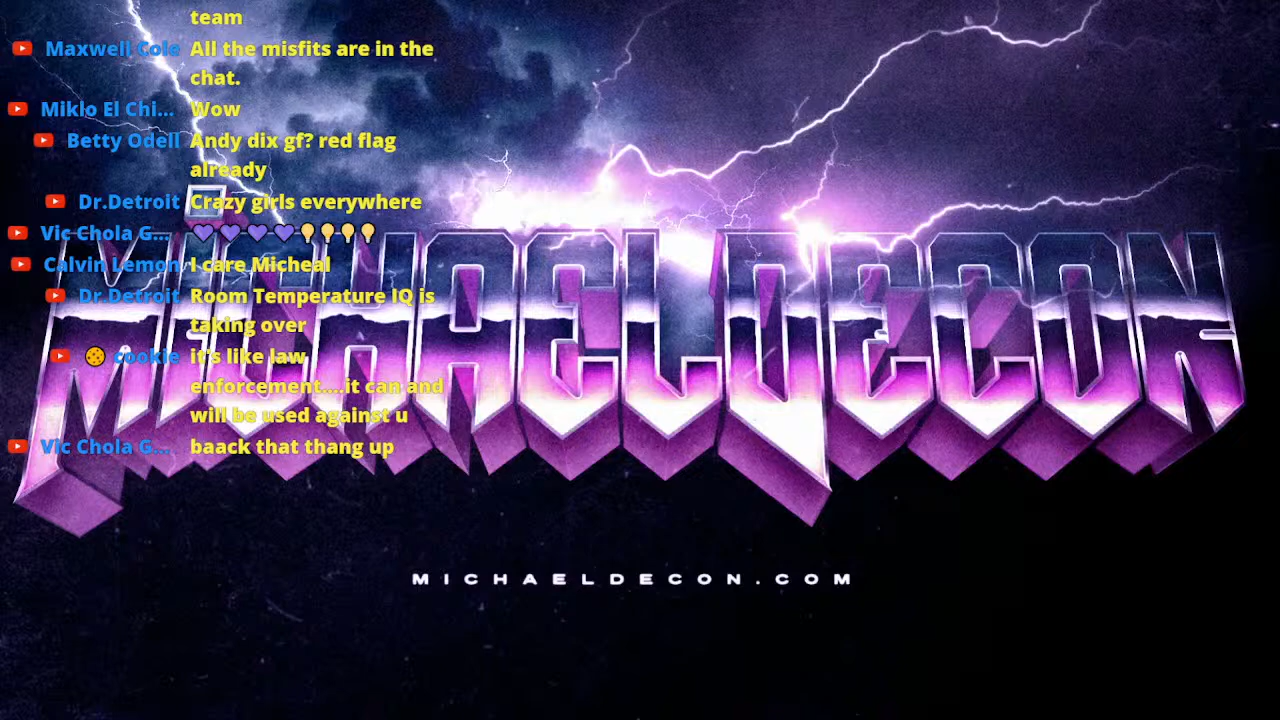 team
Maxwell Cole All the misfits are in the
chat.
Miklo El Chi... Wow
Betty Odell Andy dix gf? red flag
already
Dr.Detroit Crazy girls everywhere
Vic Chola G... 💜💜💜💜👇👇👇👇
Calvin Lemon I care Micheal
Dr.Detroit Room Temperature IQ is
taking over
🍪 cookie it's like law
enforcement....it can and
will be used against u
Vic Chola G... baack that thang up
MiCHAELDECON
MICHAELDECON.COM